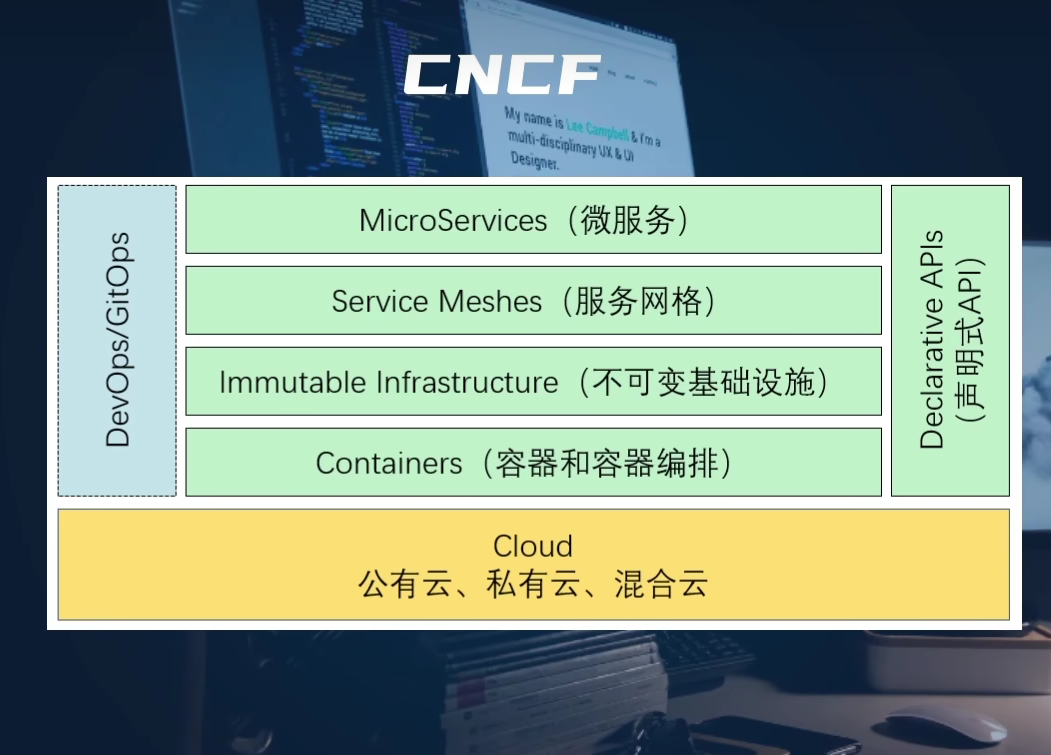 CNCF
My name is Lee Campbell & I'm a
multi-disciplinary UX & UI
Designer.
DevOps/GitOps
MicroServices（微服务）
Service Meshes（服务网格）
Immutable Infrastructure（不可变基础设施）
Containers（容器和容器编排）
Declarative APIs
（声明式API）
Cloud
公有云、私有云、混合云